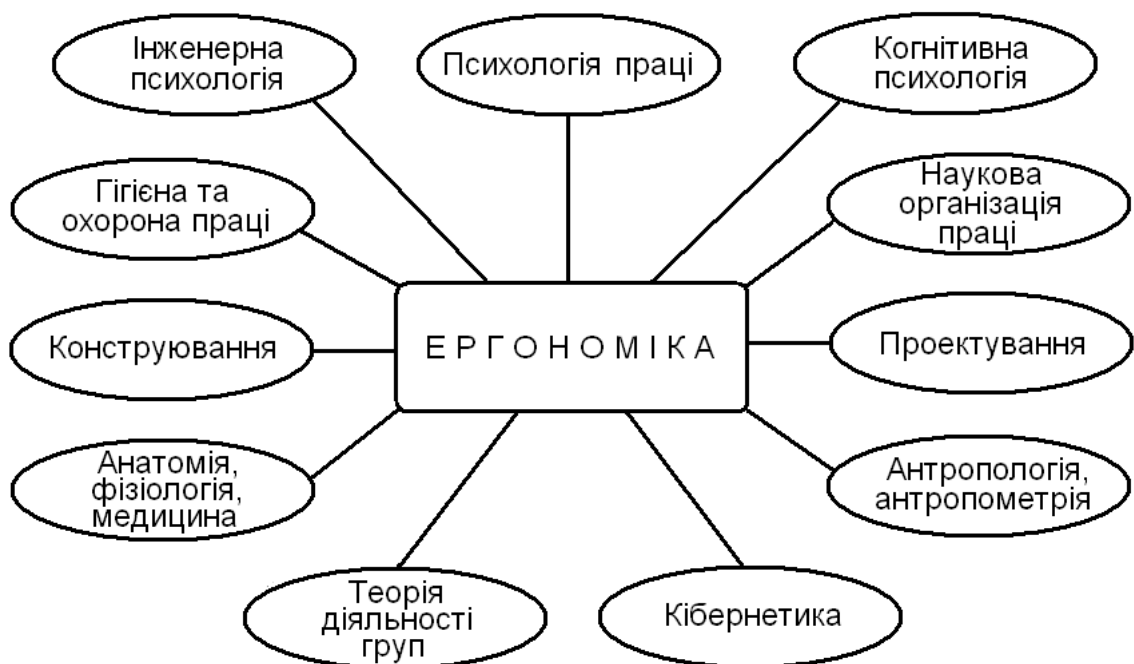 Інженерна
психологія
Психологія праці
Когнітивна
психологія
Гігієна та
охорона праці
Наукова
організація
праці
Конструювання
ЕРГОНОМІКА
Проектування
Анатомія,
фізіологія,
медицина
Антропологія,
антропометрія
Теорія
діяльності
груп
Кібернетика